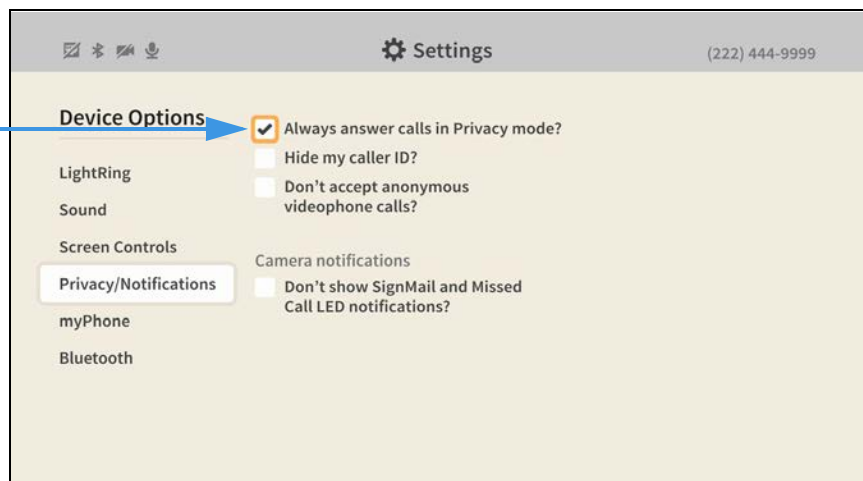 Settings
(222) 444-9999
Device Options
LightRing
Sound
Screen Controls
Privacy/Notifications
myPhone
Bluetooth
Always answer calls in Privacy mode?
Hide my caller ID?
Don’t accept anonymous
videophone calls?
Camera notifications
Don’t show SignMail and Missed
Call LED notifications?